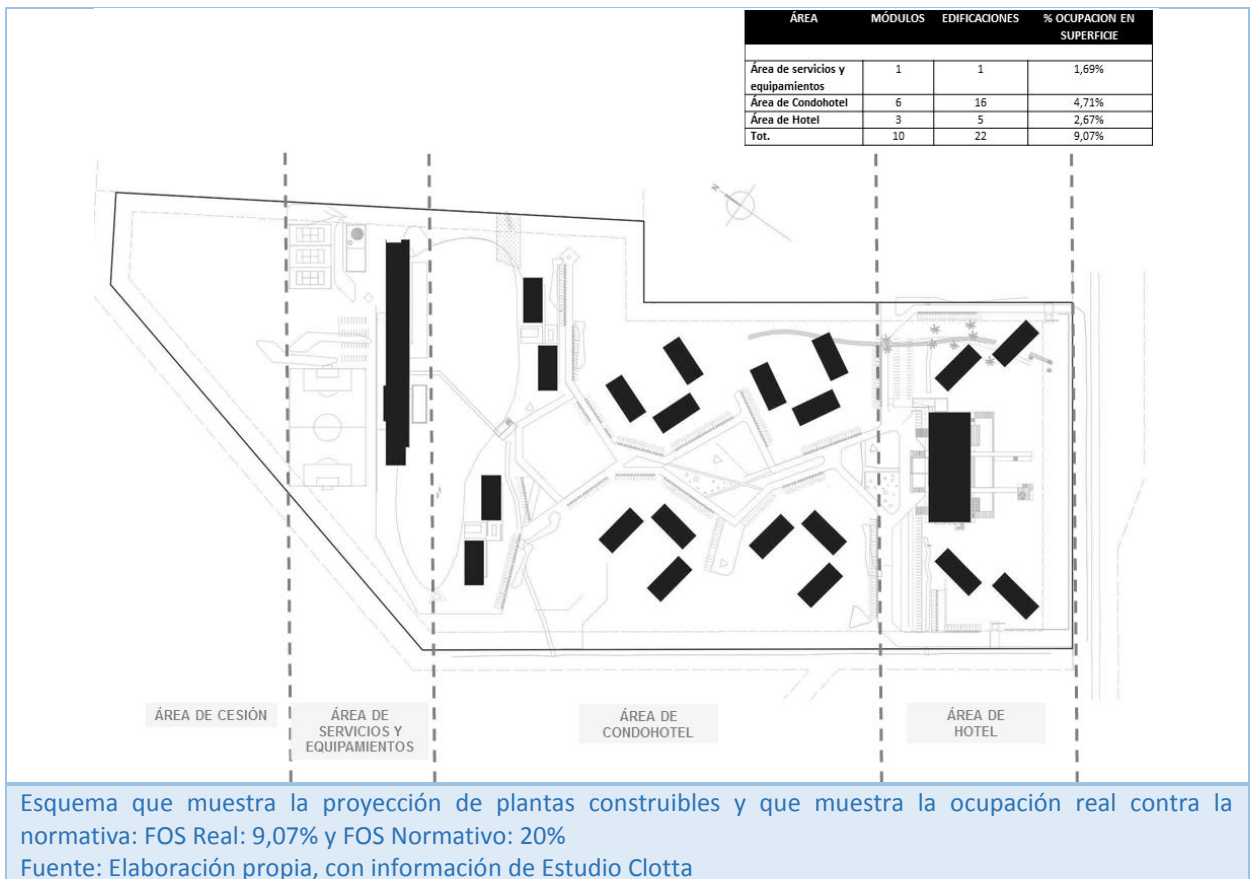 ÁREA MÓDULOS EDIFICACIONES % OCUPACION EN
SUPERFICIE
Área de servicios y 1 1 1,69%
equipamientos
Área de Condohotel 6 16 4,71%
Área de Hotel 3 5 2,67%
Tot. 10 22 9,07%
N
ÁREA DE CESIÓN
ÁREA DE
SERVICIOS Y
EQUIPAMIENTOS
ÁREA DE
CONDOHOTEL
ÁREA DE
HOTEL
Esquema que muestra la proyección de plantas construibles y que muestra la ocupación real contra la
normativa: FOS Real: 9,07% y FOS Normativo: 20%
Fuente: Elaboración propia, con información de Estudio Clotta